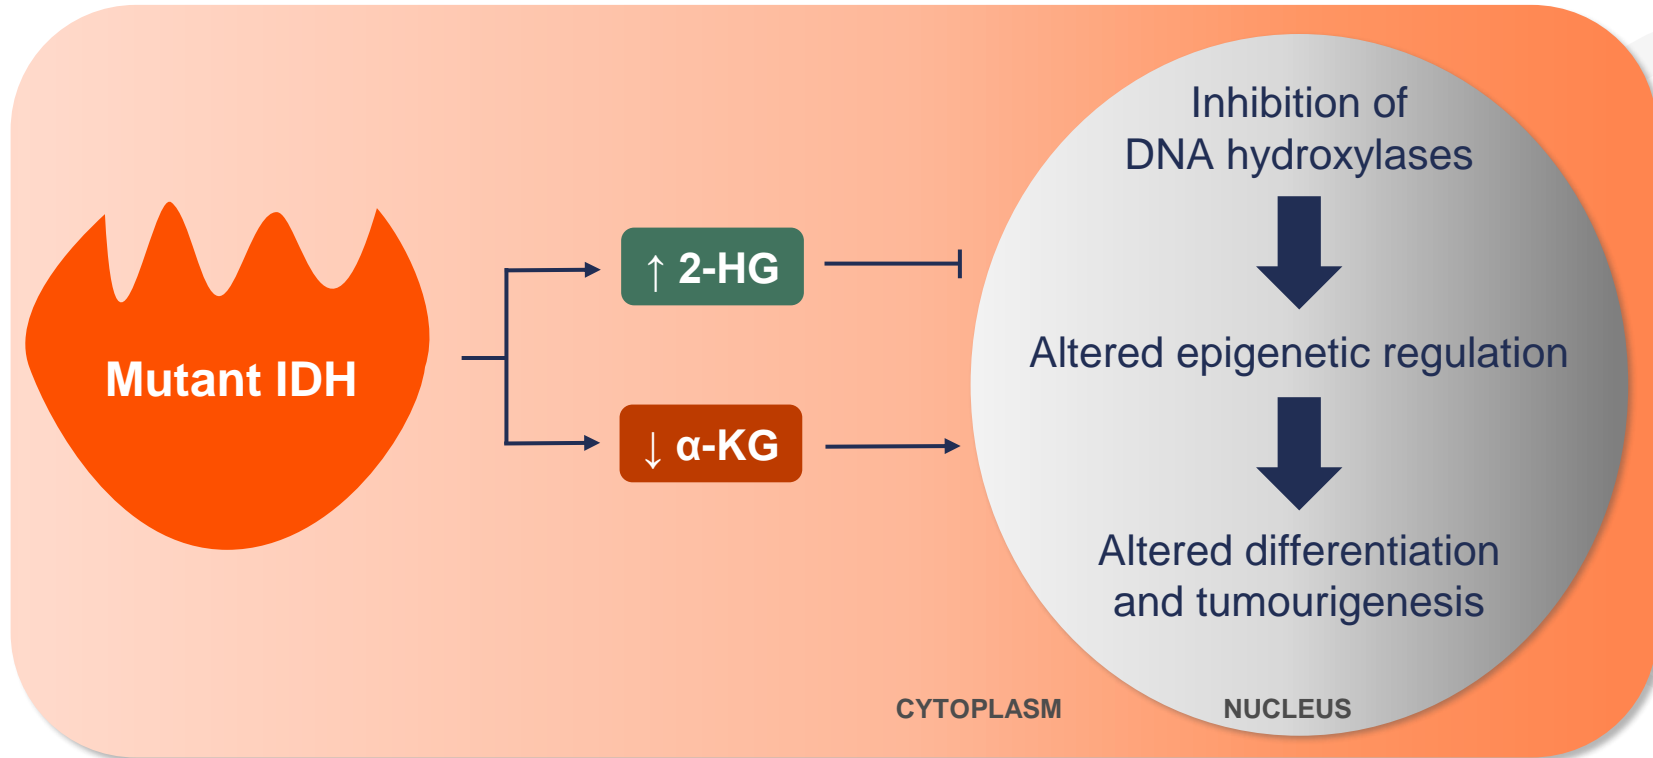 Mutant IDH
↑ 2-HG
↓ α-KG
Inhibition of
DNA hydroxylases
Altered epigenetic regulation
Altered differentiation
and tumourigenesis
CYTOPLASM
NUCLEUS